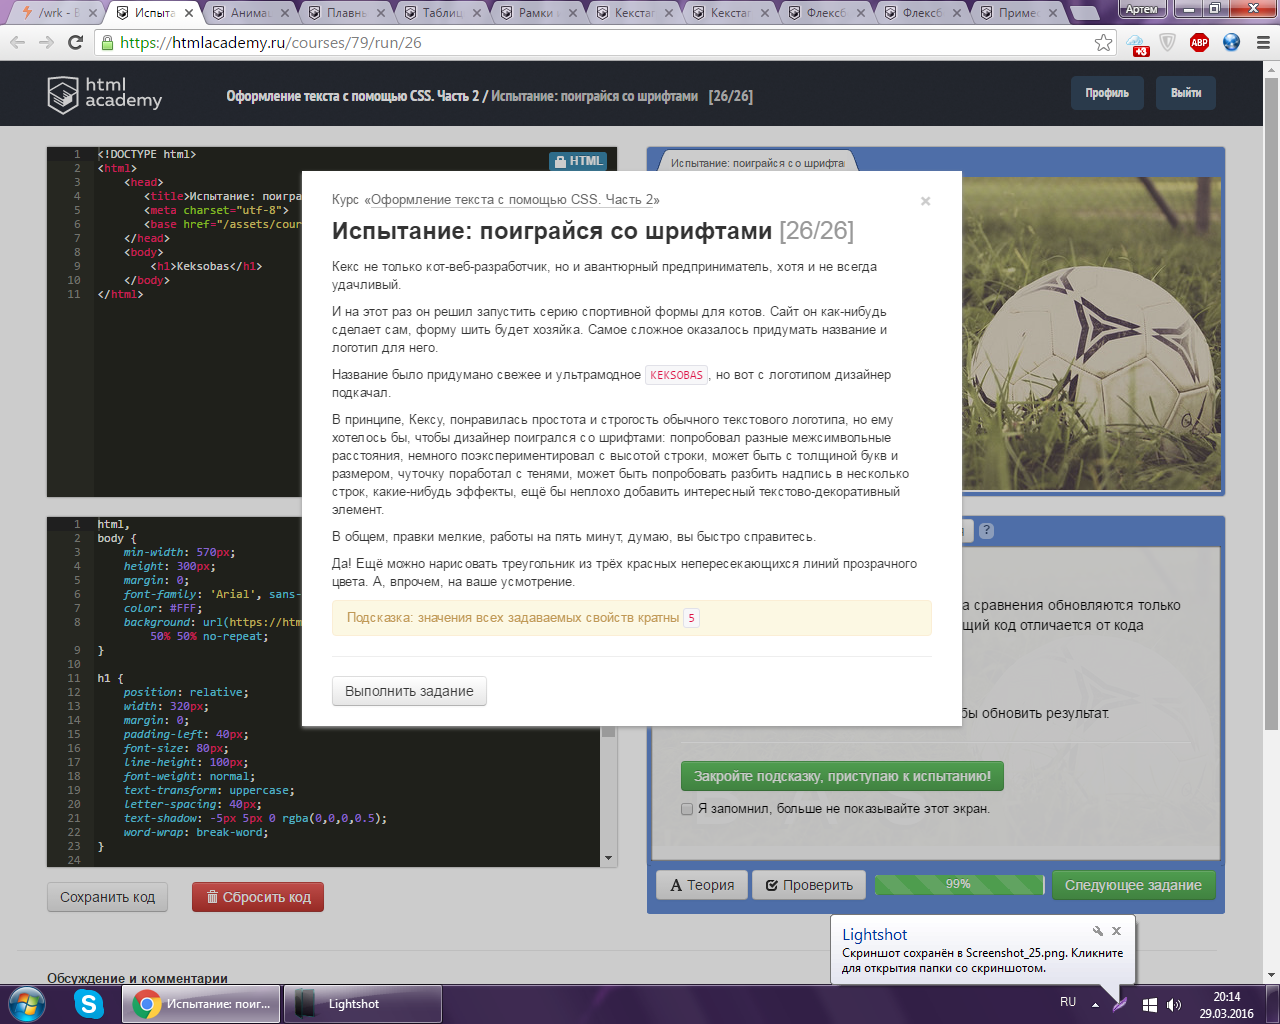 /wrk - В
Испыта
Анимац
Плавны
Таблиц
Рамки и
Кекстаг
Кекстаг
Флексб
Флексб
Приме
Артем
https://htmlacademy.ru/courses/79/run/26
+3
ABP
html
academy
Оформление текста с помощью CSS. Часть 2 / Испытание: поиграйся со шрифтами [26/26]
Профиль
Выйти
HTML
1 <!DOCTYPE html>
2 <html>
3 <head>
4 <title>Испытание: поигра
5 <meta charset="utf-8">
6 <base href="/assets/cour
7 </head>
8 <body>
9 <h1>Keksobas</h1>
10 </body>
11 </html>
Испытание: поиграйся со шрифта
Курс «Оформление текста с помощью CSS. Часть 2»
×
Испытание: поиграйся со шрифтами [26/26]
Кекс не только кот-веб-разработчик, но и авантюрный предприниматель, хотя и не всегда
удачливый.
И на этот раз он решил запустить серию спортивной формы для котов. Сайт он как-нибудь
сделает сам, форму шить будет хозяйка. Самое сложное оказалось придумать название и
логотип для него.
Название было придумано свежее и ультрамодное KEKSOBAS, но вот с логотипом дизайнер
подкачал.
В принципе, Кексу, понравилась простота и строгость обычного текстового логотипа, но ему
хотелось бы, чтобы дизайнер поигрался со шрифтами: попробовал разные межсимвольные
расстояния, немного поэкспериментировал с высотой строки, может быть с толщиной букв и
размером, чуточку поработал с тенями, может быть попробовать разбить надпись в несколько
строк, какие-нибудь эффекты, ещё бы неплохо добавить интересный текстово-декоративный
элемент.
В общем, правки мелкие, работы на пять минут, думаю, вы быстро справитесь.
Да! Ещё можно нарисовать треугольник из трёх красных непересекающихся линий прозрачного
цвета. А, впрочем, на ваше усмотрение.
Подсказка: значения всех задаваемых свойств кратны 5
Выполнить задание
1 html,
2 body {
3 min-width: 570px;
4 height: 300px;
5 margin: 0;
6 font-family: 'Arial', sans-
7 color: #FFF;
8 background: url(https://htm
50% 50% no-repeat;
9 }
10
11 h1 {
12 position: relative;
13 width: 320px;
14 margin: 0;
15 padding-left: 40px;
16 font-size: 80px;
17 line-height: 100px;
18 font-weight: normal;
19 text-transform: uppercase;
20 letter-spacing: 40px;
21 text-shadow: -5px 5px 0 rgba(0,0,0,0.5);
22 word-wrap: break-word;
23 }
24
?
а сравнения обновляются только
щий код отличается от кода
бы обновить результат.
Закройте подсказку, приступаю к испытанию!
Я запомнил, больше не показывайте этот экран.
Сохранить код
Сбросить код
Теория
Проверить
99%
Следующее задание
Обсуждение и комментарии
Lightshot
Скриншот сохранён в Screenshot_25.png. Кликните
для открытия папки со скриншотом.
Испытание: поиг...
Lightshot
RU
20:14
29.03.2016